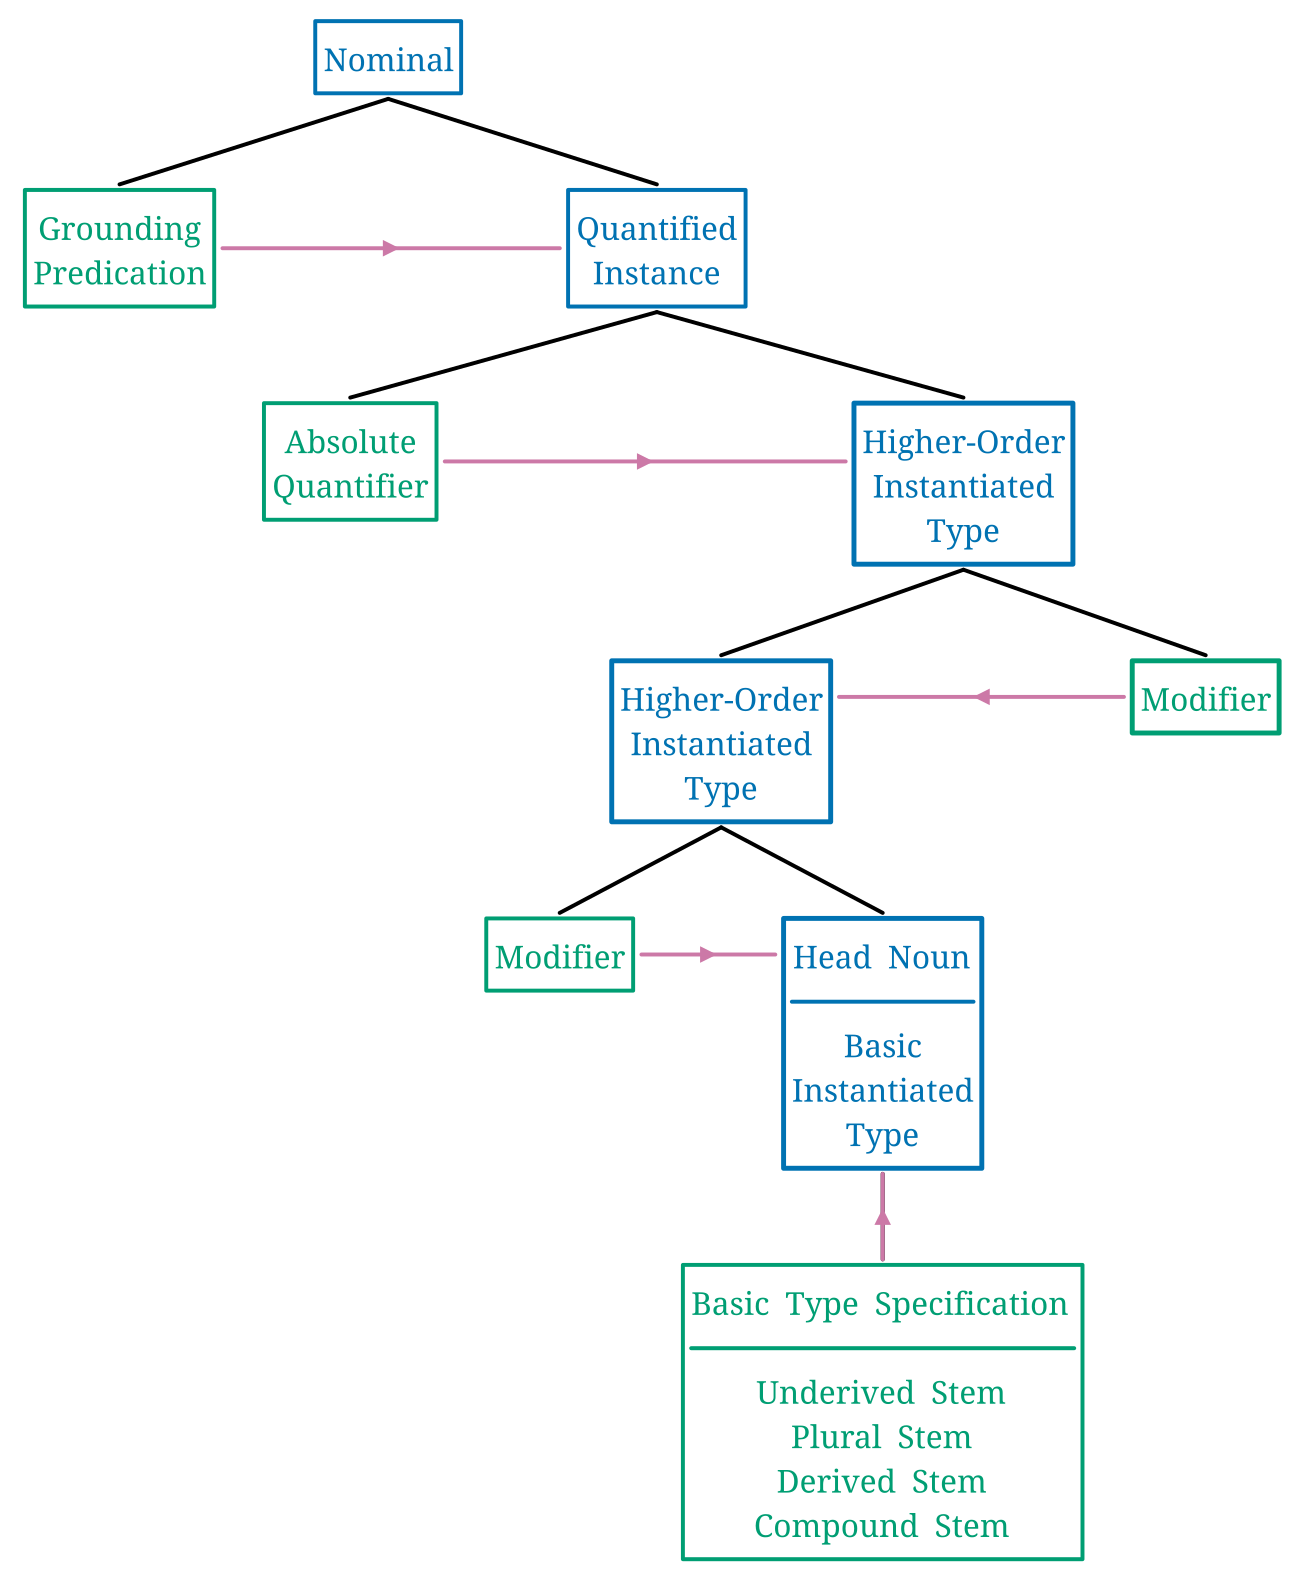 Nominal
Grounding
Predication
Quantified
Instance
Absolute
Quantifier
Higher-Order
Instantiated
Type
Higher-Order
Instantiated
Type
Modifier
Modifier
Head Noun
Basic
Instantiated
Type
Basic Type Specification
Underived Stem
Plural Stem
Derived Stem
Compound Stem